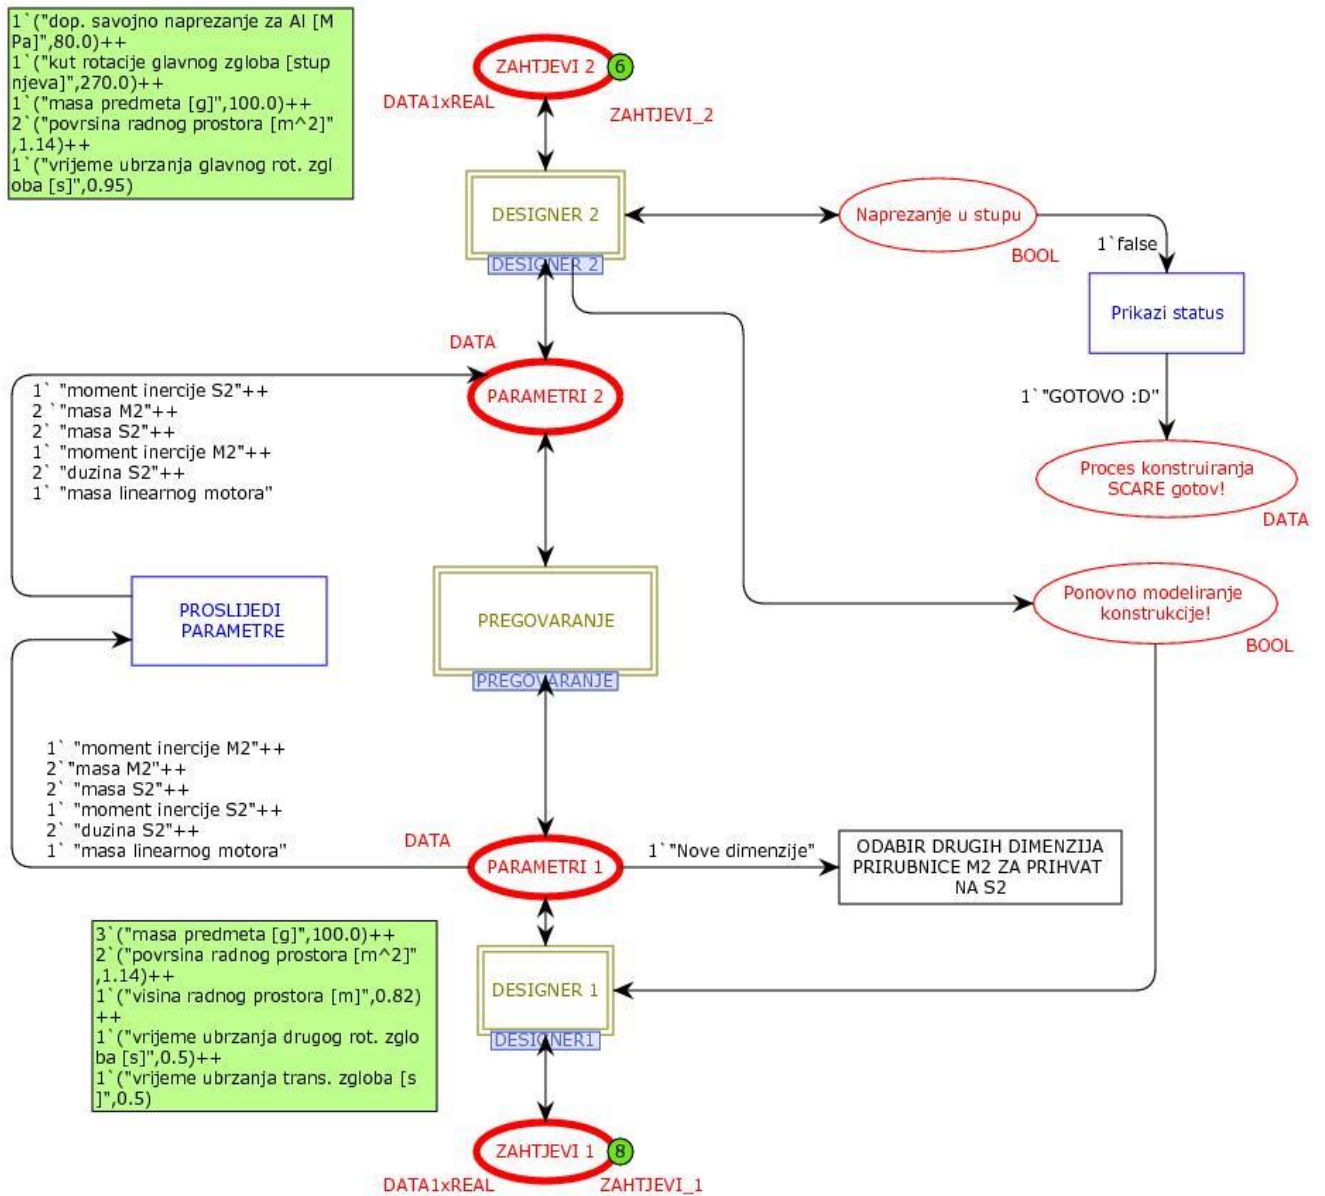 1`("dop. savojno naprezanje za Al [M
Pa]",80.0)++
1`("kut rotacije glavnog zgloba [stup
njeva]",270.0)++
1`("masa predmeta [g]",100.0)++
2`("povrsina radnog prostora [m^2]"
,1.14)++
1`("vrijeme ubrzanja glavnog rot. zgl
oba [s]",0.95)
ZAHTJEVI 2
6
DATA1xREAL
ZAHTJEVI_2
DESIGNER 2
DESIGNER 2
Naprezanje u stupu
BOOL
1`false
Prikazi status
1`"GOTOVO :D"
Proces konstruiranja
SCARE gotov!
DATA
DATA
PARAMETRI 2
1` "moment inercije S2"++
2 `"masa M2"++
2` "masa S2"++
1` "moment inercije M2"++
2` "duzina S2"++
1` "masa linearnog motora"
PROSLIJEDI
PARAMETRE
PREGOVARANJE
PREGOVARANJE
Ponovno modeliranje
konstrukcije!
BOOL
1` "moment inercije M2"++
2`"masa M2"++
2` "masa S2"++
1` "moment inercije S2"++
2` "duzina S2"++
1` "masa linearnog motora"
DATA
PARAMETRI 1
1`"Nove dimenzije"
ODABIR DRUGIH DIMENZIJA
PRIRUBNICE M2 ZA PRIHVAT
NA S2
3`("masa predmeta [g]",100.0)++
2`("povrsina radnog prostora [m^2]"
,1.14)++
1`("visina radnog prostora [m]",0.82)
++
1`("vrijeme ubrzanja drugog rot. zglo
ba [s]",0.5)++
1`("vrijeme ubrzanja trans. zgloba [s
]",0.5)
DESIGNER 1
DESIGNER1
ZAHTJEVI 1
8
DATA1xREAL
ZAHTJEVI_1